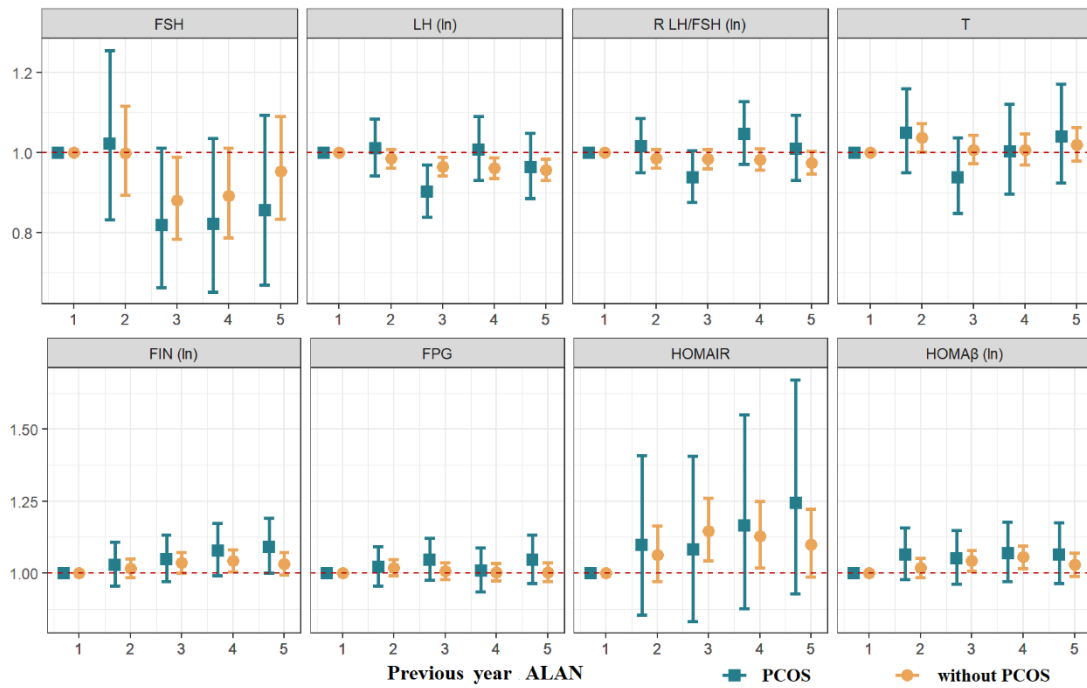 FSH LH (ln) R LH/FSH (ln) T
1.2
1.0
0.8
1 2 3 4 5 1 2 3 4 5 1 2 3 4 5 1 2 3 4 5
FIN (ln) FPG HOMAIR HOMAβ (ln)
1.50
1.25
1.00
1 2 3 4 5 1 2 3 4 5 1 2 3 4 5 1 2 3 4 5
Previous year ALAN PCOS without PCOS